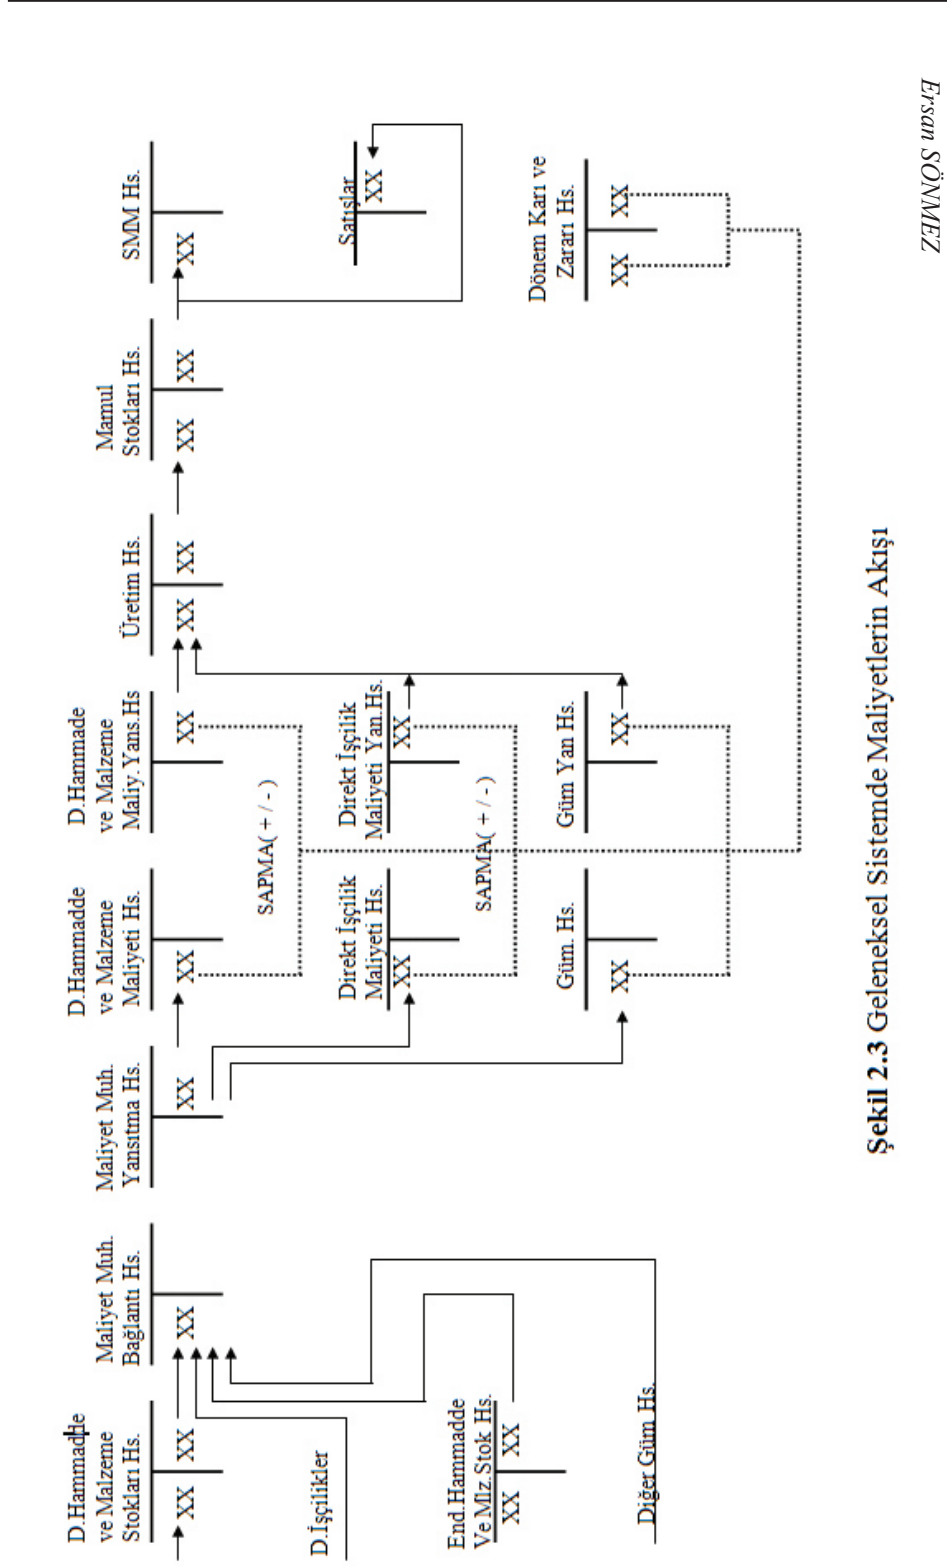 Ersan SÖNMEZ
D.Hammadde
ve Malzeme
Stokları Hs.
XX XX
Maliyet Muh.
Bağlantı Hs.
XX
Maliyet Muh.
Yansıtma Hs.
XX
D.Hammadde
ve Malzeme
Maliyeti Hs.
XX
D.Hammade
ve Malzeme
Maliy.Yans.Hs
XX
Üretim Hs.
XX XX
Mamul
Stokları Hs.
XX XX
SMM Hs.
XX
SAPMA( + / - )
D.İşçilikler
Direkt İşçilik
Maliyeti Hs.
XX
Direkt İşçilik
Maliyeti Yan.Hs.
XX
Satışlar
XX
SAPMA( + / - )
End.Hammadde
Ve Mlz.Stok Hs.
XX XX
Güm. Hs.
XX
Güm Yan Hs.
XX
Dönem Karı ve
Zararı Hs.
XX XX
Diğer Güm Hs.
Şekil 2.3 Geleneksel Sistemde Maliyetlerin Akışı